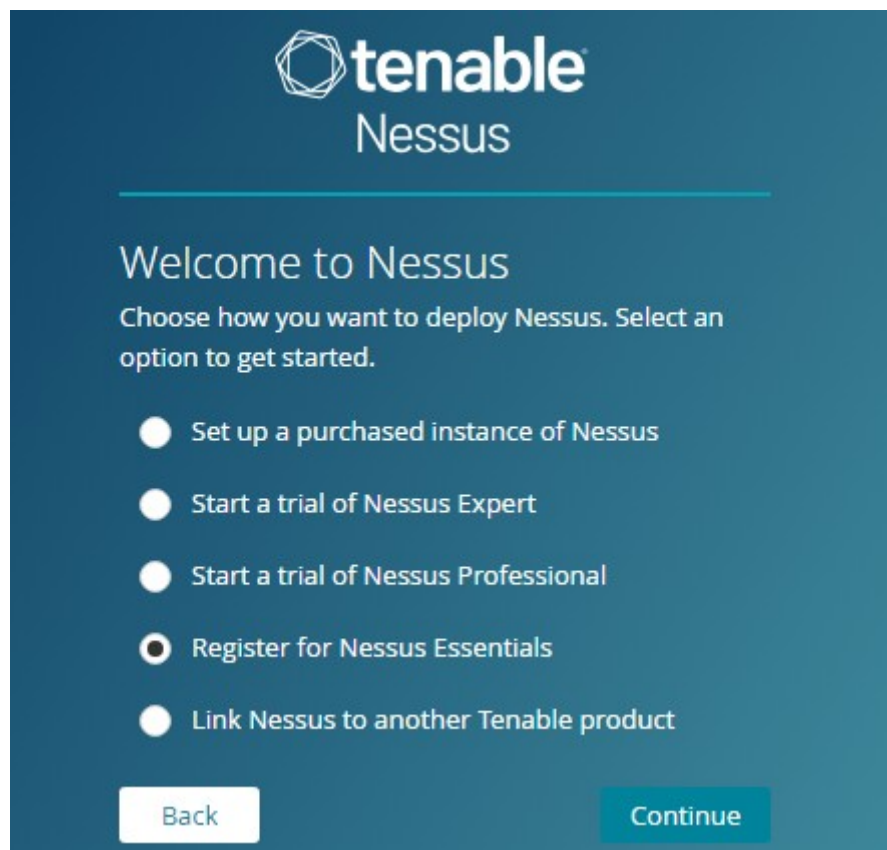 tenable
Nessus
Welcome to Nessus
Choose how you want to deploy Nessus. Select an
option to get started.
Set up a purchased instance of Nessus
Start a trial of Nessus Expert
Start a trial of Nessus Professional
Register for Nessus Essentials
Link Nessus to another Tenable product
Back Continue